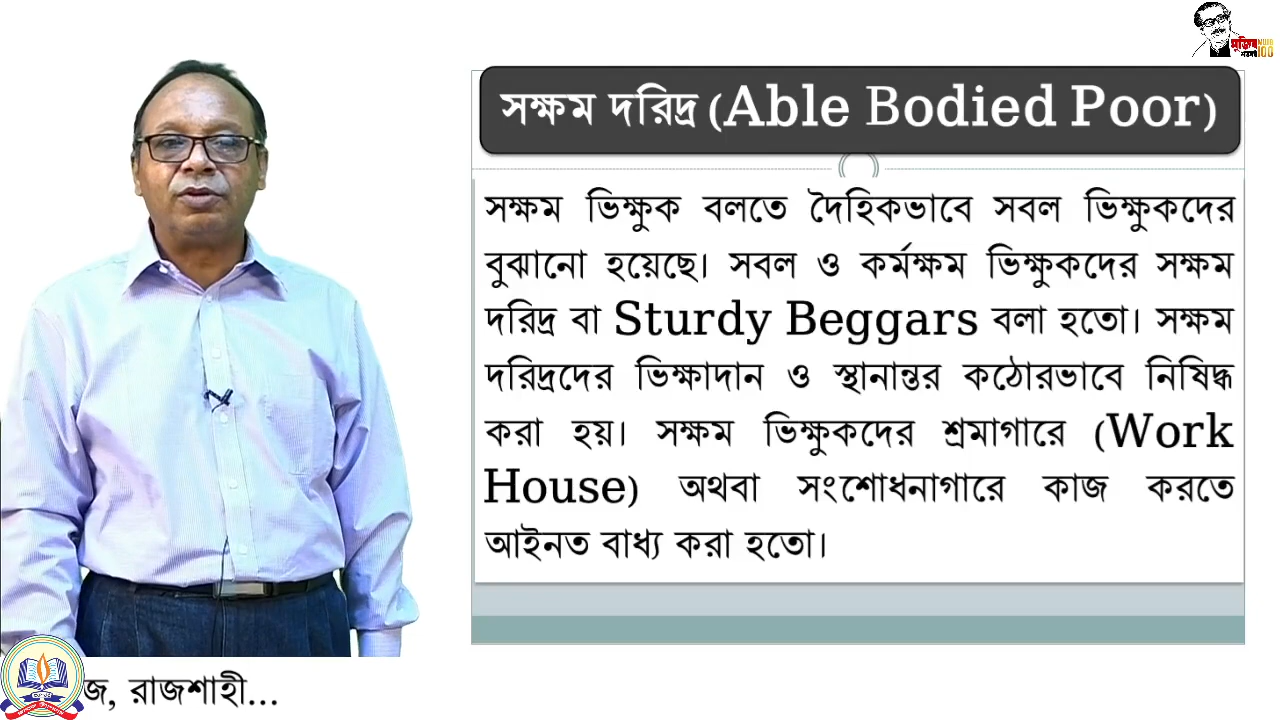 মুজিব
100
সক্ষম দরিদ্র (Able Bodied Poor)
সক্ষম ভিক্ষুক বলতে দৈহিকভাবে সবল ভিক্ষুকদের
বুঝানো হয়েছে। সবল ও কর্মক্ষম ভিক্ষুকদের সক্ষম
দরিদ্র বা Sturdy Beggars বলা হতো। সক্ষম
দরিদ্রদের ভিক্ষাদান ও স্থানান্তর কঠোরভাবে নিষিদ্ধ
করা হয়। সক্ষম ভিক্ষুকদের শ্রমাগারে (Work
House) অথবা সংশোধনাগারে কাজ করতে
আইনত বাধ্য করা হতো।
জ, রাজশাহী...